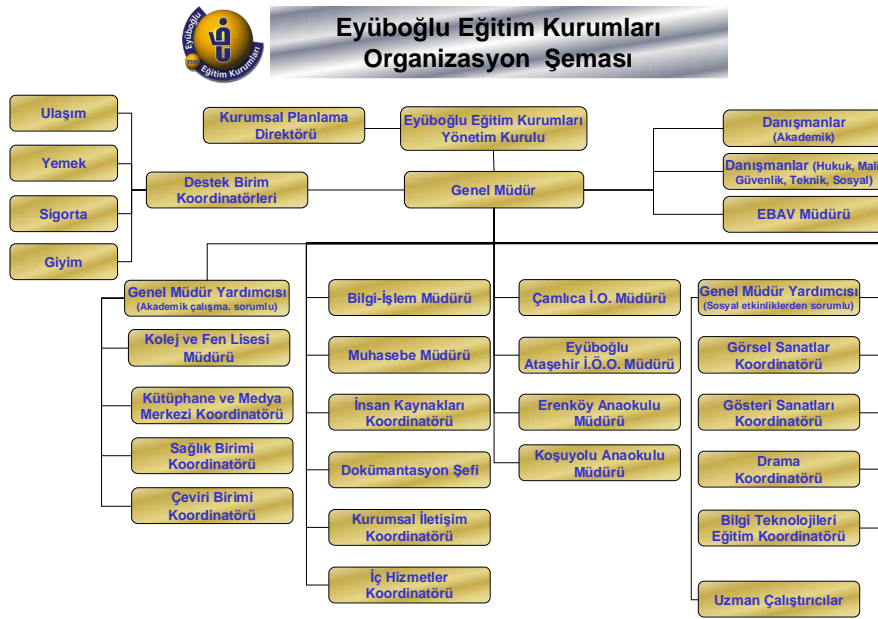 Eyüboğlu
Eğitim Kurumları
Eyüboğlu Eğitim Kurumları
Organizasyon Şeması
Ulaşım
Yemek
Sigorta
Giyim
Kurumsal Planlama
Direktörü
Eyüboğlu Eğitim Kurumları
Yönetim Kurulu
Destek Birim
Koordinatörleri
Genel Müdür
Danışmanlar
(Akademik)
Danışmanlar (Hukuk, Mali
Güvenlik, Teknik, Sosyal)
EBAV Müdürü
Genel Müdür Yardımcısı
(Akademik çalışma. sorumlu)
Kolej ve Fen Lisesi
Müdürü
Kütüphane ve Medya
Merkezi Koordinatörü
Sağlık Birimi
Koordinatörü
Çeviri Birimi
Koordinatörü
Bilgi-İşlem Müdürü
Muhasebe Müdürü
İnsan Kaynakları
Koordinatörü
Dokümantasyon Şefi
Kurumsal İletişim
Koordinatörü
İç Hizmetler
Koordinatörü
Çamlıca İ.O. Müdürü
Eyüboğlu
Ataşehir İ.Ö.O. Müdürü
Erenköy Anaokulu
Müdürü
Koşuyolu Anaokulu
Müdürü
Genel Müdür Yardımcısı
(Sosyal etkinliklerden sorumlu)
Görsel Sanatlar
Koordinatörü
Gösteri Sanatları
Koordinatörü
Drama
Koordinatörü
Bilgi Teknolojileri
Eğitim Koordinatörü
Uzman Çalıştırıcılar